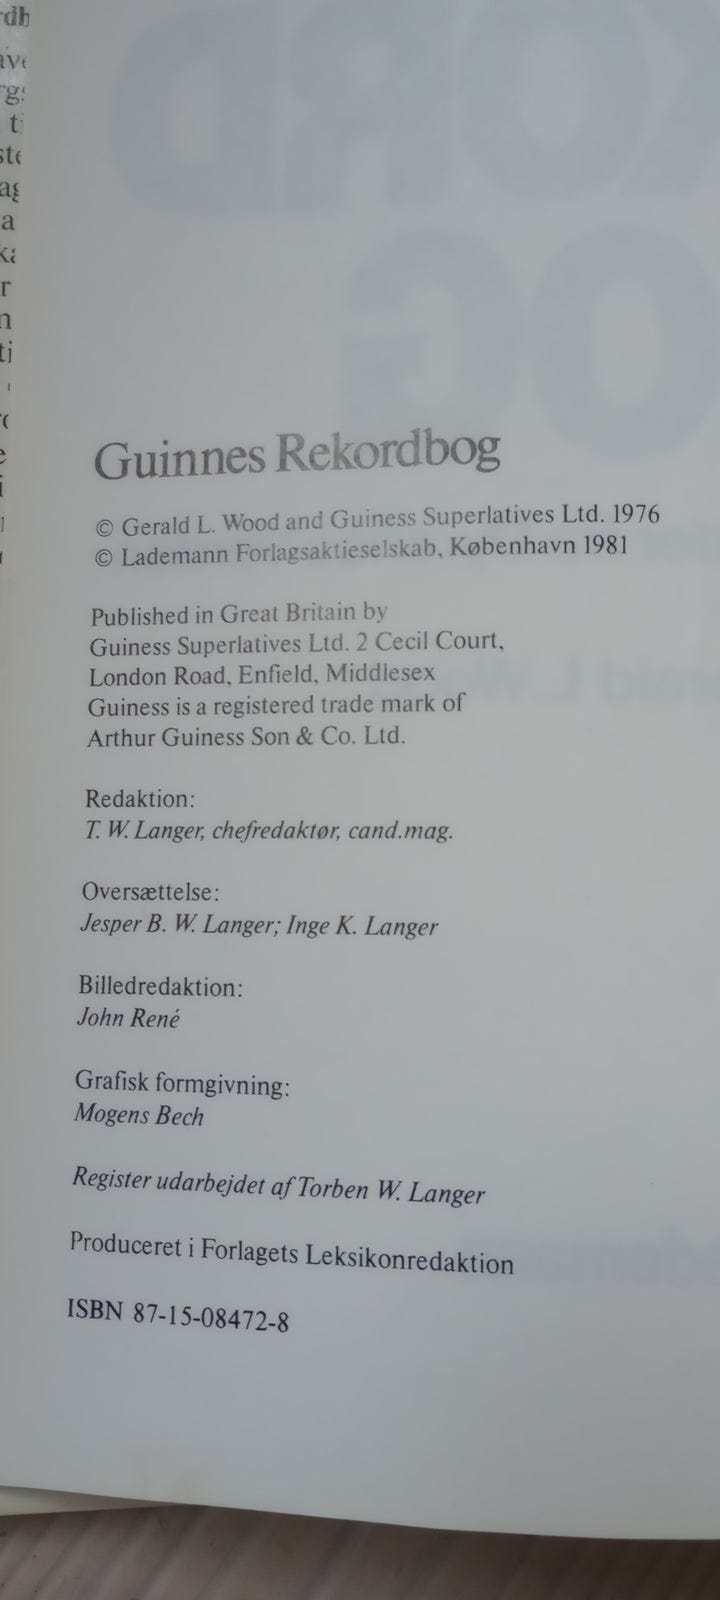 Guinnes Rekordbog
© Gerald L. Wood and Guiness Superlatives Ltd. 1976
© Lademann Forlagsaktieselskab, København 1981
Published in Great Britain by
Guiness Superlatives Ltd. 2 Cecil Court,
London Road, Enfield, Middlesex
Guiness is a registered trade mark of
Arthur Guiness Son & Co. Ltd.
Redaktion:
T. W. Langer, chefredaktør, cand.mag.
Oversættelse:
Jesper B. W. Langer; Inge K. Langer
Billedredaktion:
John René
Grafisk formgivning:
Mogens Bech
Register udarbejdet af Torben W. Langer
Produceret i Forlagets Leksikonredaktion
ISBN 87-15-08472-8